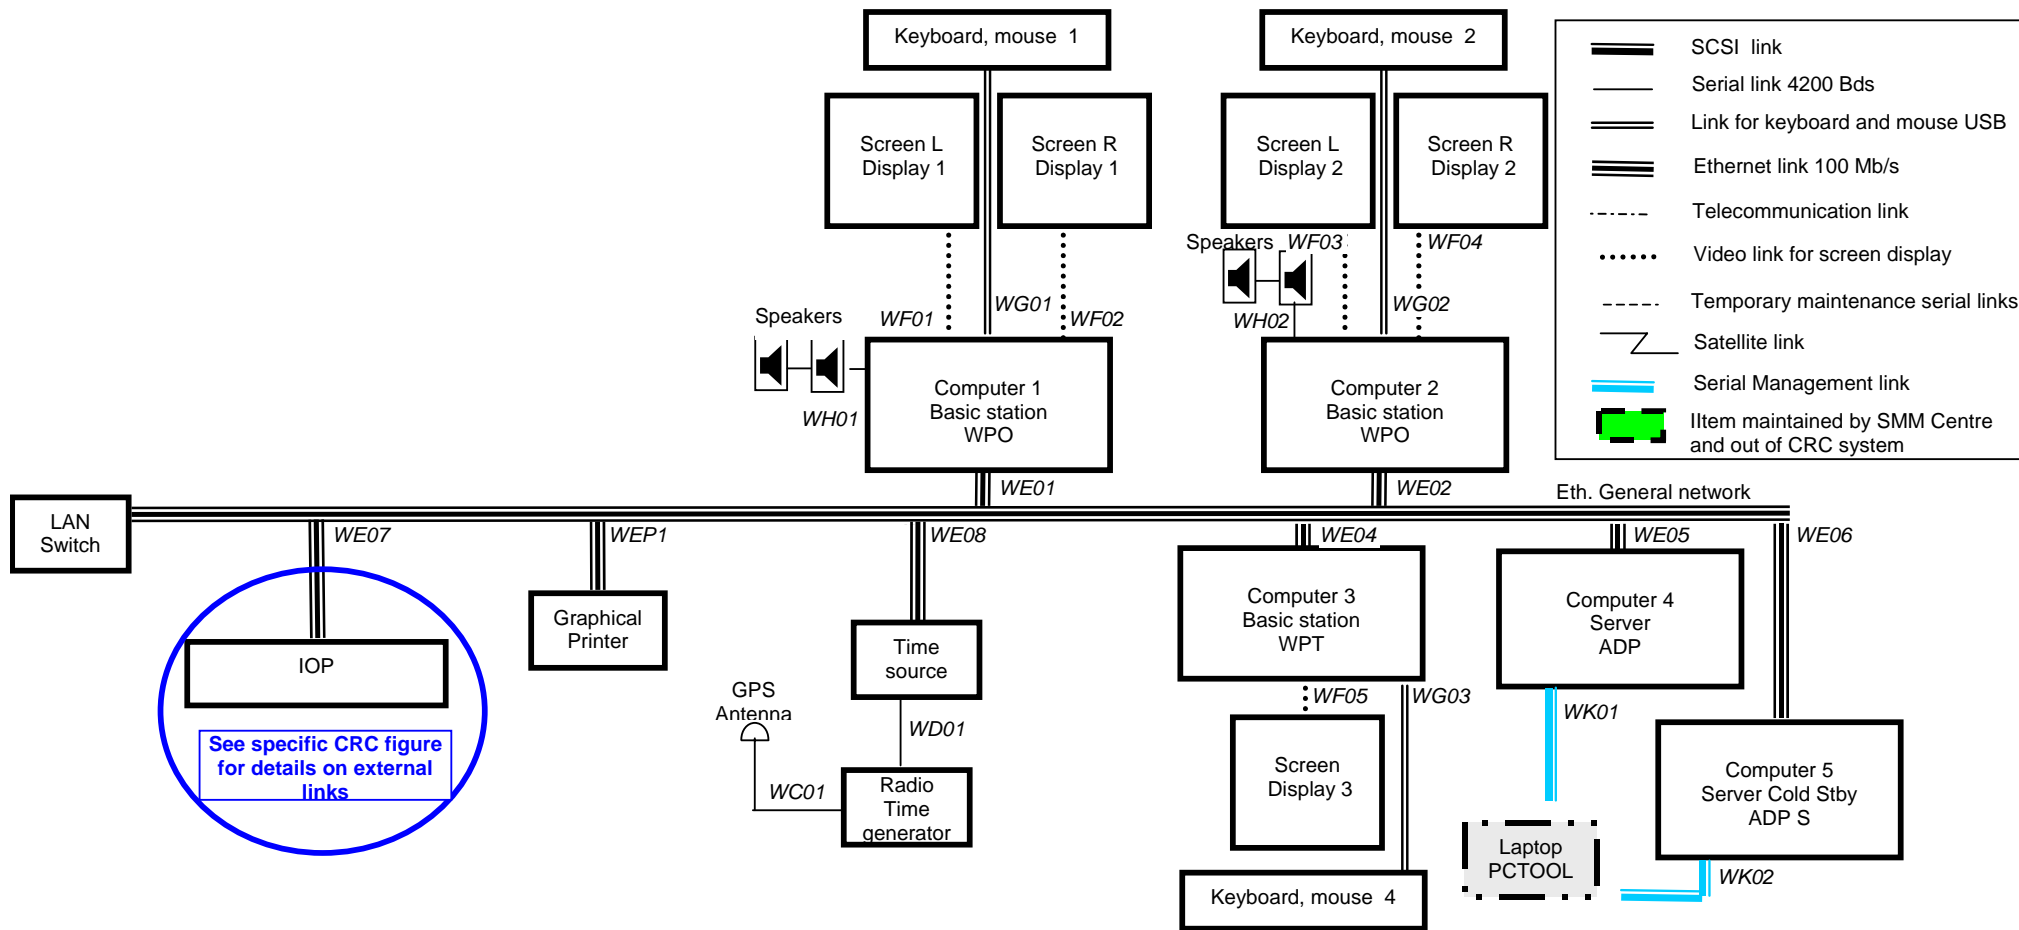 Keyboard, mouse  1
Keyboard, mouse  2
SCSI  link
Serial link 4200 Bds
Link for keyboard and mouse USB
Ethernet link 100 Mb/s
Telecommunication link
Video link for screen display
Temporary maintenance serial links
Satellite link
Serial Management link
IItem maintained by SMM Centre
and out of CRC system
Screen L
Display 1
Screen R
Display 1
Screen L
Display 2
Screen R
Display 2
Speakers
WF03
WF04
WG01
WG02
Speakers
WF01
WF02
WH02
WH01
Computer 1
Basic station
WPO
Computer 2
Basic station
WPO
WE01
WE02
Eth. General network
LAN
Switch
WE07
WEP1
WE08
WE04
WE05
WE06
IOP
See specific CRC figure
for details on external
links
Graphical
Printer
Time
source
GPS
Antenna
WD01
WC01
Radio
Time
generator
Computer 3
Basic station
WPT
WF05
WG03
Screen
Display 3
Keyboard, mouse  4
Computer 4
Server
ADP
WK01
Computer 5
Server Cold Stby
ADP S
Laptop
PCTOOL
WK02